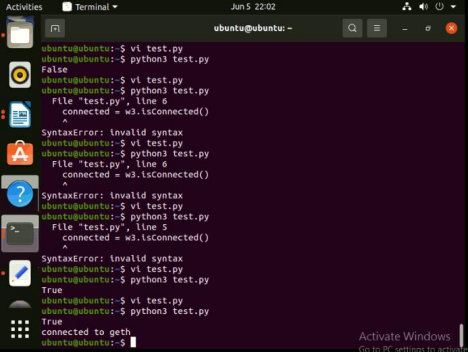 Activities Terminal Jun 5 22:02
ubuntu@ubuntu: ~
ubuntu@ubuntu:~$ vi test.py
ubuntu@ubuntu:~$ python3 test.py
False
ubuntu@ubuntu:~$ vi test.py
ubuntu@ubuntu:~$ python3 test.py
File "test.py", line 6
connected = w3.isConnected()
^
SyntaxError: invalid syntax
ubuntu@ubuntu:~$ vi test.py
ubuntu@ubuntu:~$ python3 test.py
File "test.py", line 6
connected = w3.isConnected()
^
SyntaxError: invalid syntax
ubuntu@ubuntu:~$ vi test.py
ubuntu@ubuntu:~$ python3 test.py
File "test.py", line 5
connected = w3.isConnected()
^
SyntaxError: invalid syntax
ubuntu@ubuntu:~$ vi test.py
ubuntu@ubuntu:~$ python3 test.py
True
ubuntu@ubuntu:~$ vi test.py
ubuntu@ubuntu:~$ python3 test.py
True
connected to geth
ubuntu@ubuntu:~$
Activate Windows
Go to PC settings to activate